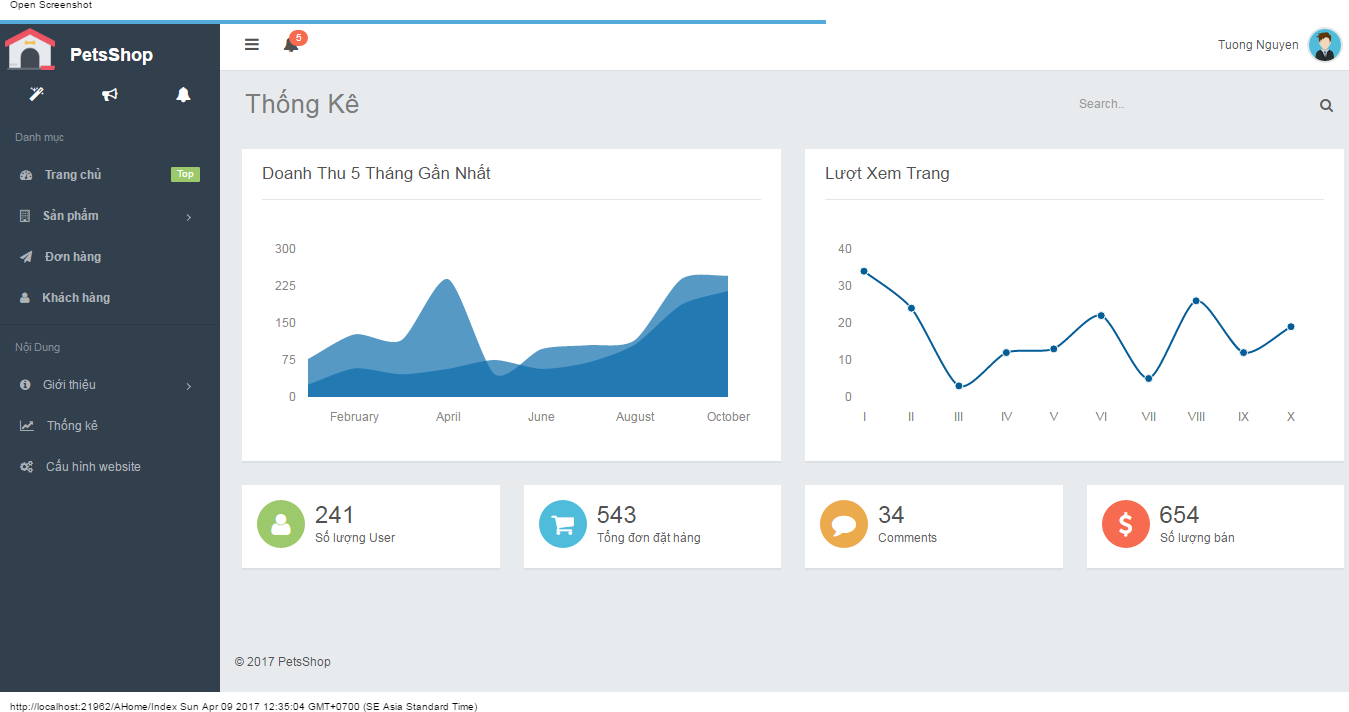 Open Screenshot
PetsShop
5
Tuong Nguyen
Danh mục
Trang chủ Top
Sản phẩm
Đơn hàng
Khách hàng
Nội Dung
Giới thiệu
Thống kê
Cấu hình website
Thống Kê
Search..
Doanh Thu 5 Tháng Gần Nhất
300
225
150
75
0
February April June August October
Lượt Xem Trang
40
30
20
10
0
I II III IV V VI VII VIII IX X
241
Số lượng User
543
Tổng đơn đặt hàng
34
Comments
654
Số lượng bán
© 2017 PetsShop
http://localhost:21962/AHome/Index Sun Apr 09 2017 12:35:04 GMT+0700 (SE Asia Standard Time)